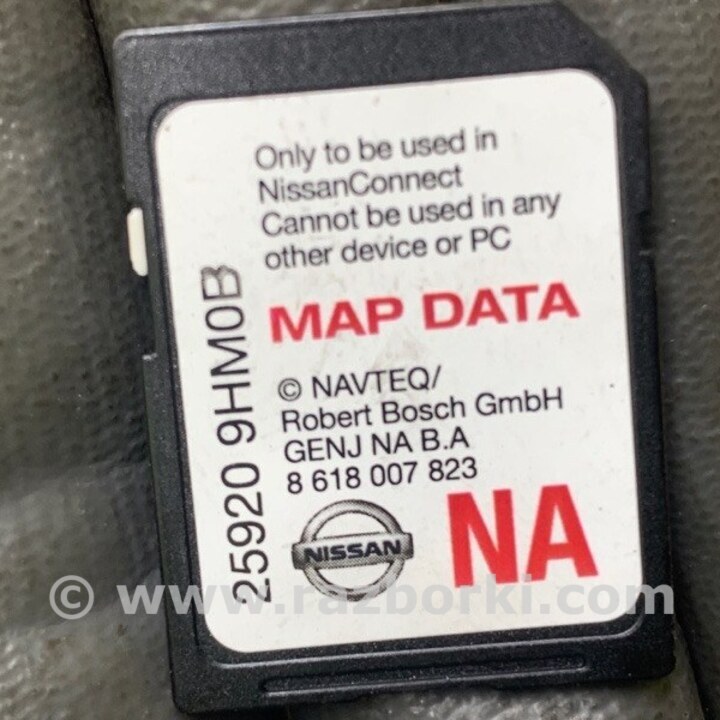 Only to be used in
NissanConnect
Cannot be used in any
other device or PC
MAP DATA
© NAVTEQ/
Robert Bosch GmbH
GENJ NA B.A
8 618 007 823
NISSAN
NA
25920 9HM0B
© www.razborki.com